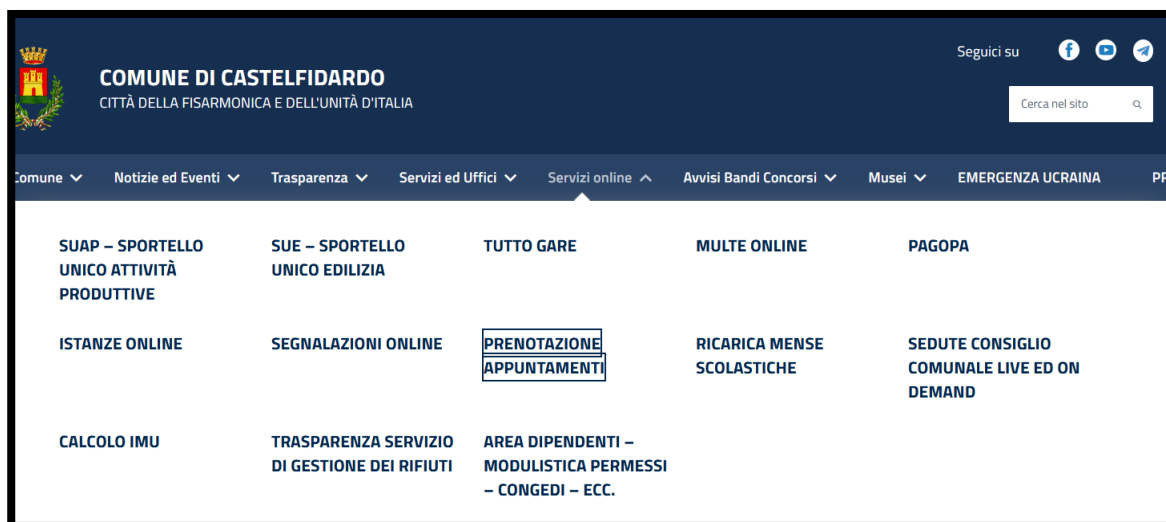 Seguici su
COMUNE DI CASTELFIDARDO
CITTÀ DELLA FISARMONICA E DELL'UNITÀ D'ITALIA
Cerca nel sito
Comune Notizie ed Eventi Trasparenza Servizi ed Uffici Servizi online Avvisi Bandi Concorsi Musei EMERGENZA UCRAINA PR
SUAP – SPORTELLO
UNICO ATTIVITÀ
PRODUTTIVE
SUE – SPORTELLO
UNICO EDILIZIA
TUTTO GARE
MULTE ONLINE
PAGOPA
ISTANZE ONLINE
SEGNALAZIONI ONLINE
PRENOTAZIONE
APPUNTAMENTI
RICARICA MENSE
SCOLASTICHE
SEDUTE CONSIGLIO
COMUNALE LIVE ED ON
DEMAND
CALCOLO IMU
TRASPARENZA SERVIZIO
DI GESTIONE DEI RIFIUTI
AREA DIPENDENTI –
MODULISTICA PERMESSI
– CONGEDI – ECC.